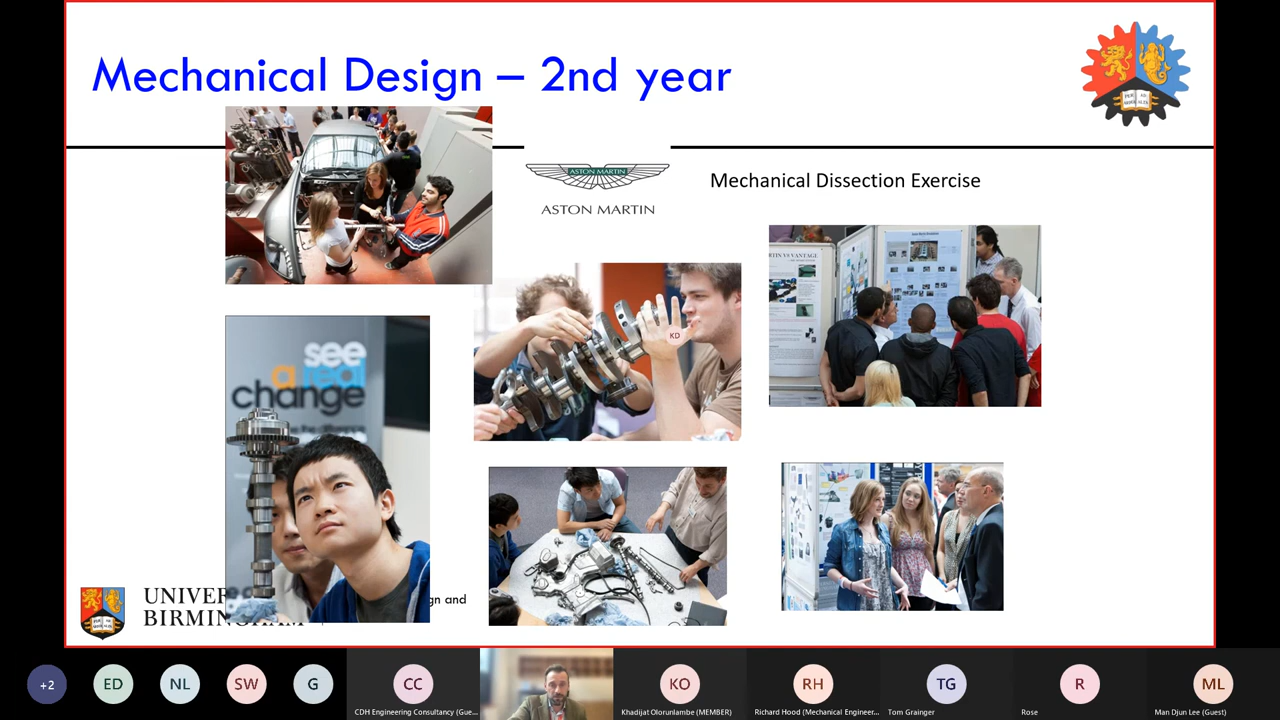 Mechanical Design – 2nd year
ASTON MARTIN
ASTON MARTIN
Mechanical Dissection Exercise
see
a real
change
KD
gn and
+2
ED
NL
SW
G
CC
KO
RH
TG
R
ML
CDH Engineering Consultancy (Gue...
Khadijat Olorunlambe (MEMBER)
Richard Hood (Mechanical Engineer...
Tom Grainger
Rose
Man Djun Lee (Guest)